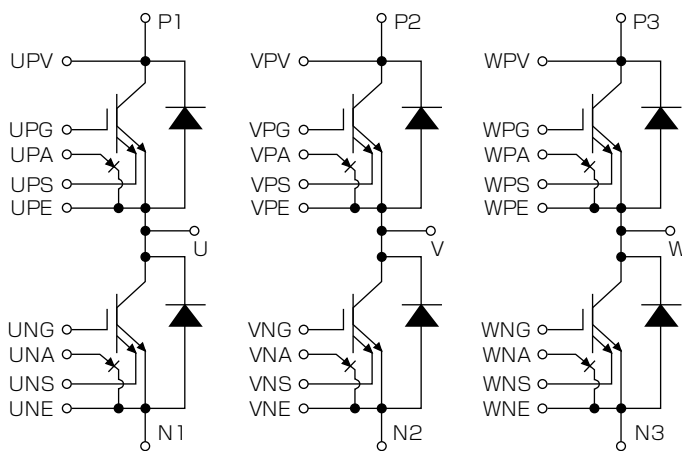 P1 P2 P3
UPV VPV WPV
UPG VPG WPG
UPA VPA WPA
UPS VPS WPS
UPE VPE WPE
U V W
UNG VNG WNG
UNA VNA WNA
UNS VNS WNS
UNE VNE WNE
N1 N2 N3